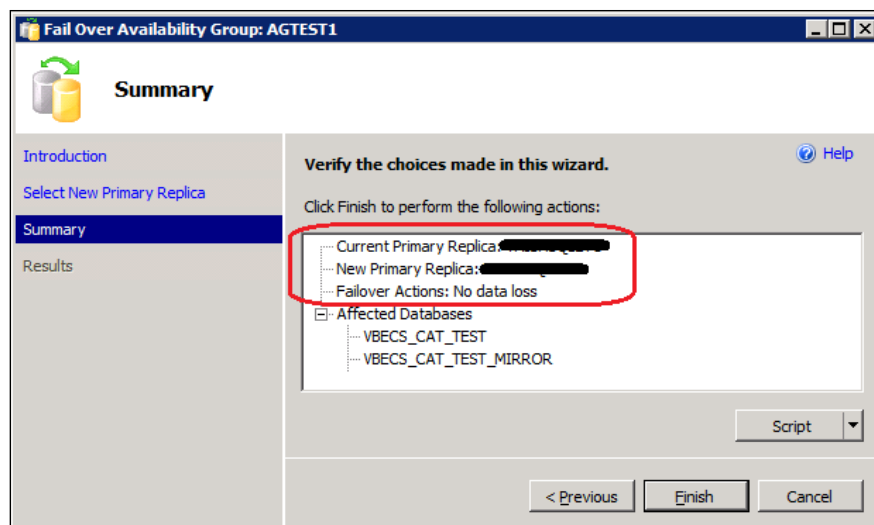 Fail Over Availability Group: AGTEST1
Summary
Introduction
Select New Primary Replica
Summary
Results
Help
Verify the choices made in this wizard.
Click Finish to perform the following actions:
Current Primary Replica:
New Primary Replica:
Failover Actions: No data loss
Affected Databases
VBECS_CAT_TEST
VBECS_CAT_TEST_MIRROR
Script
< Previous
Finish
Cancel